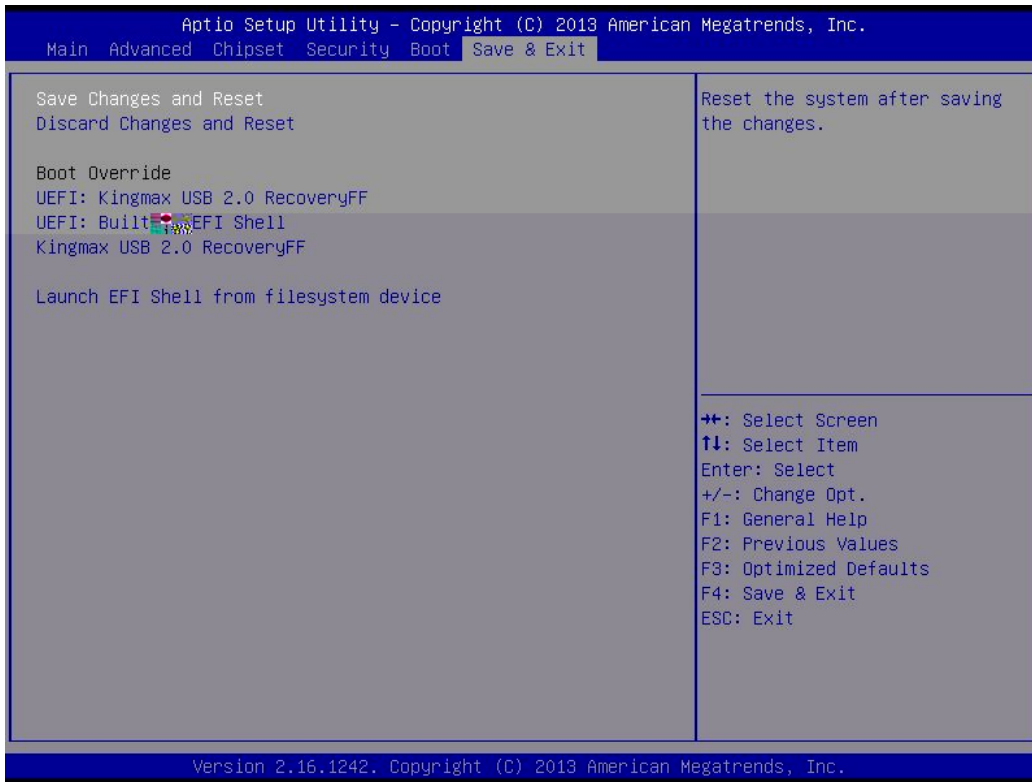 Aptio Setup Utility – Copyright (C) 2013 American Megatrends, Inc.
Main Advanced Chipset Security Boot Save & Exit
Save Changes and Reset
Discard Changes and Reset
Boot Override
UEFI: Kingmax USB 2.0 RecoveryFF
UEFI: Built EFI Shell
Kingmax USB 2.0 RecoveryFF
Launch EFI Shell from filesystem device
Reset the system after saving
the changes.
→←: Select Screen
↑↓: Select Item
Enter: Select
+/-: Change Opt.
F1: General Help
F2: Previous Values
F3: Optimized Defaults
F4: Save & Exit
ESC: Exit
Version 2.16.1242. Copyright (C) 2013 American Megatrends, Inc.